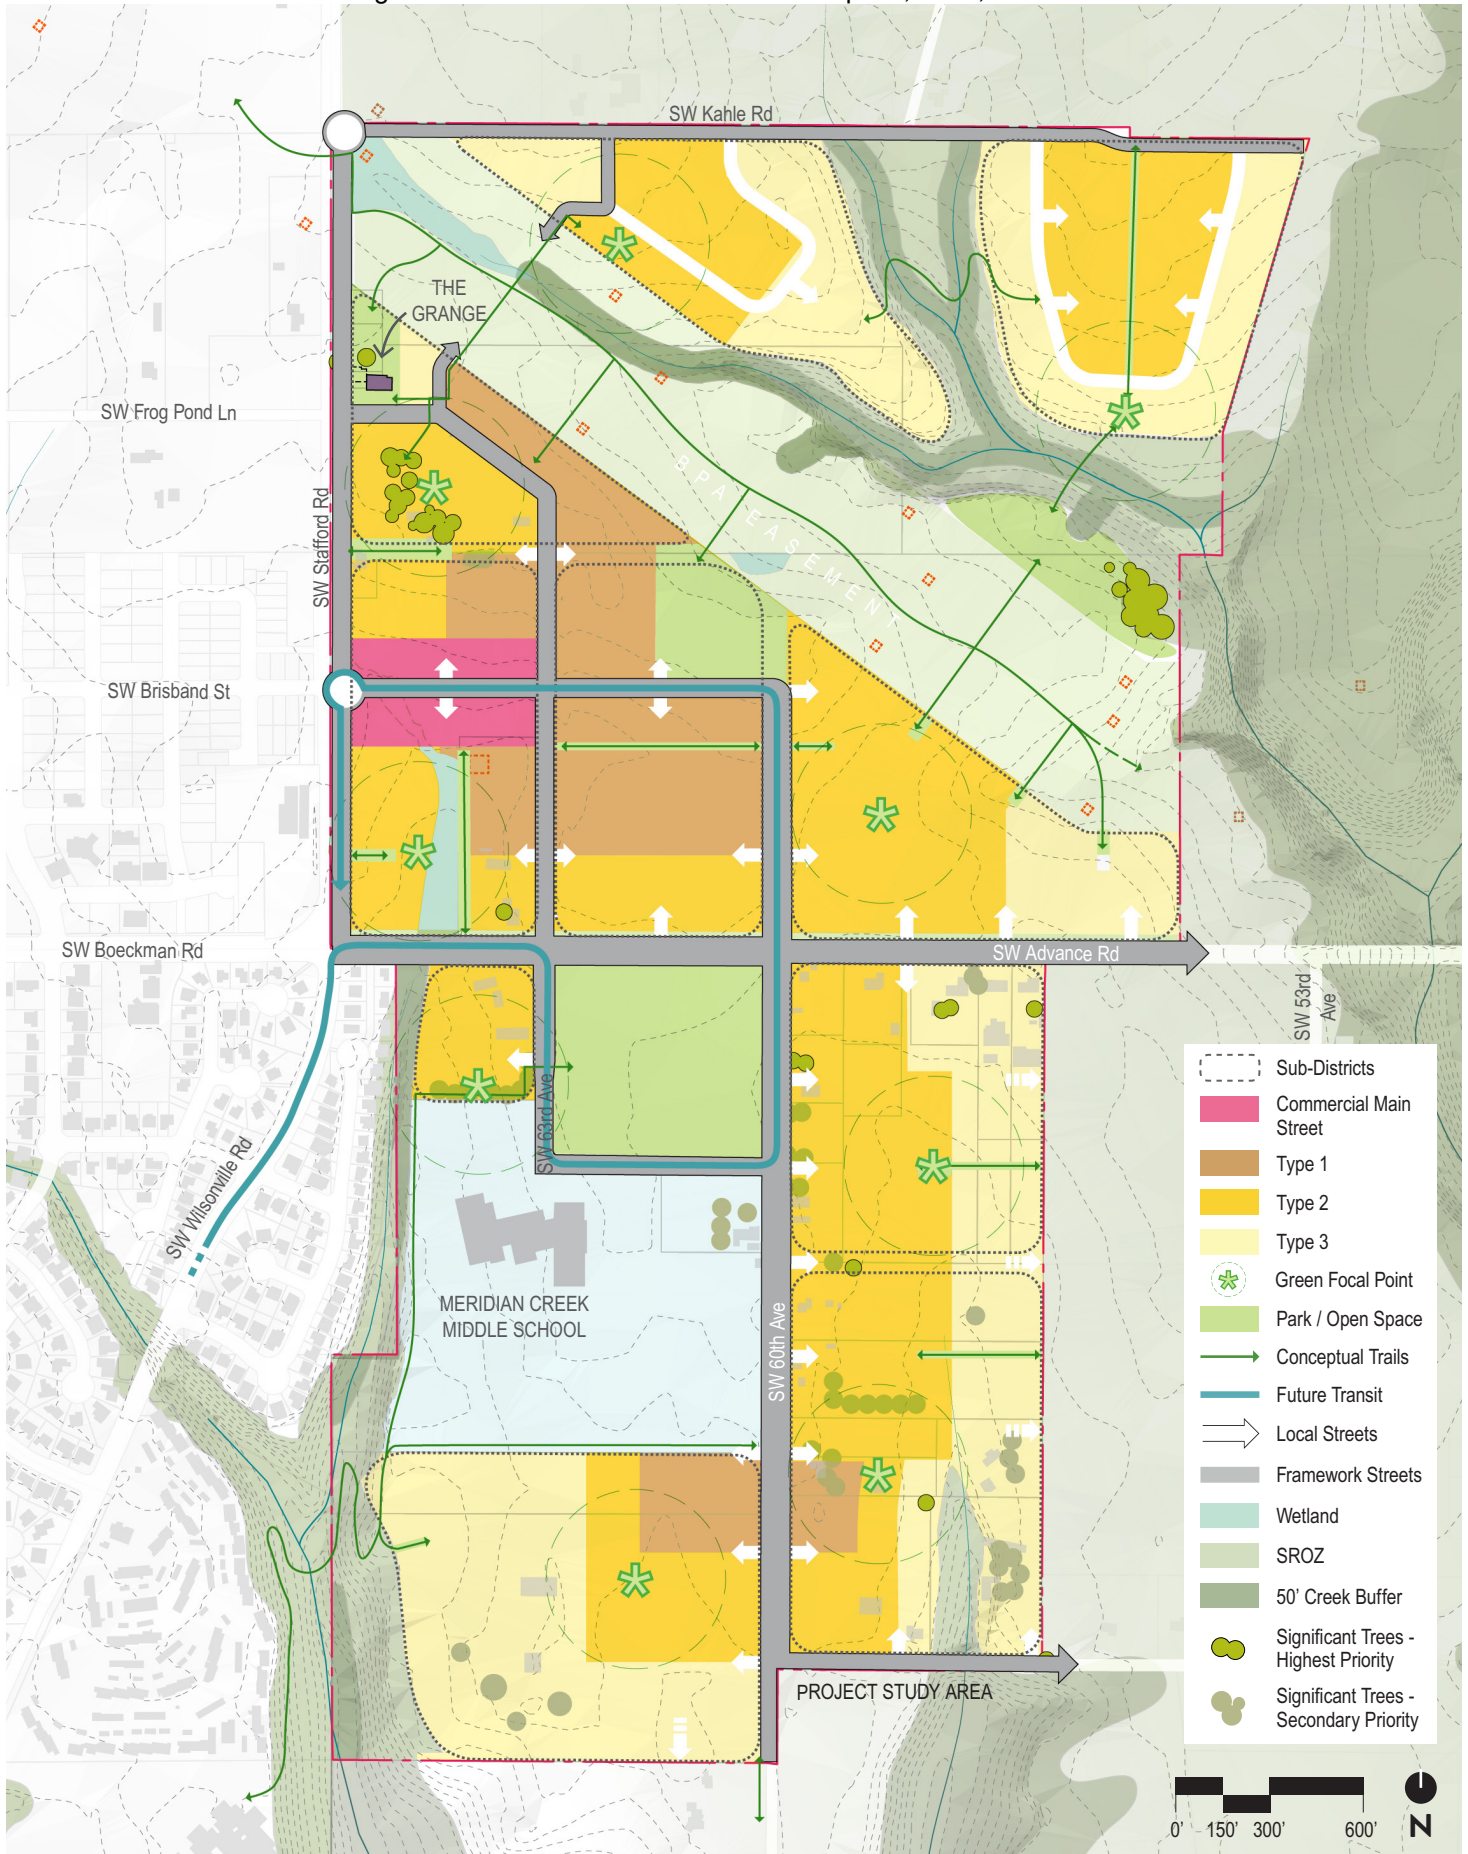 SW Kahle Rd
THE
GRANGE
SW Frog Pond Ln
SW Stafford Rd
BPA EASEMENT
SW Brisband St
SW Boeckman Rd
SW Advance Rd
SW 53rd
Ave
SW 63rd Ave
SW Wilsonville Rd
MERIDIAN CREEK
MIDDLE SCHOOL
SW 60th Ave
PROJECT STUDY AREA
Sub-Districts
Commercial Main
Street
Type 1
Type 2
Type 3
Green Focal Point
Park / Open Space
Conceptual Trails
Future Transit
Local Streets
Framework Streets
Wetland
SROZ
50' Creek Buffer
Significant Trees -
Highest Priority
Significant Trees -
Secondary Priority
0' 150' 300' 600'
N